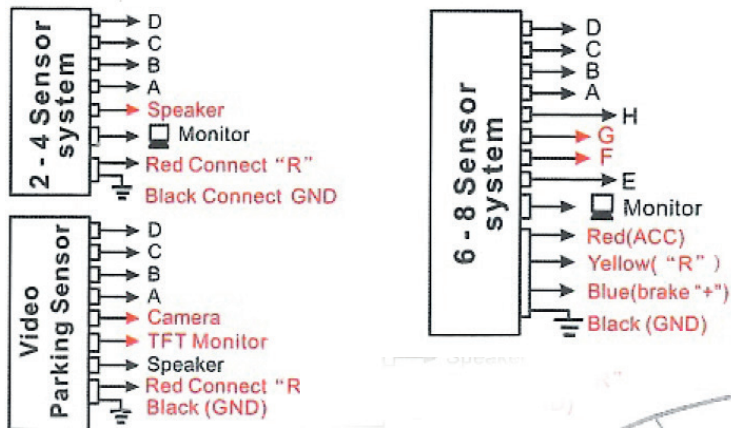 2 - 4 Sensor
system
D
C
B
A
Speaker
Monitor
Red Connect “R”
Black Connect GND
Video
Parking Sensor
D
C
B
A
Camera
TFT Monitor
Speaker
Red Connect “R
Black (GND)
6 - 8 Sensor
system
D
C
B
A
H
G
F
E
Monitor
Red(ACC)
Yellow( “R” )
Blue(brake “+”)
Black (GND)